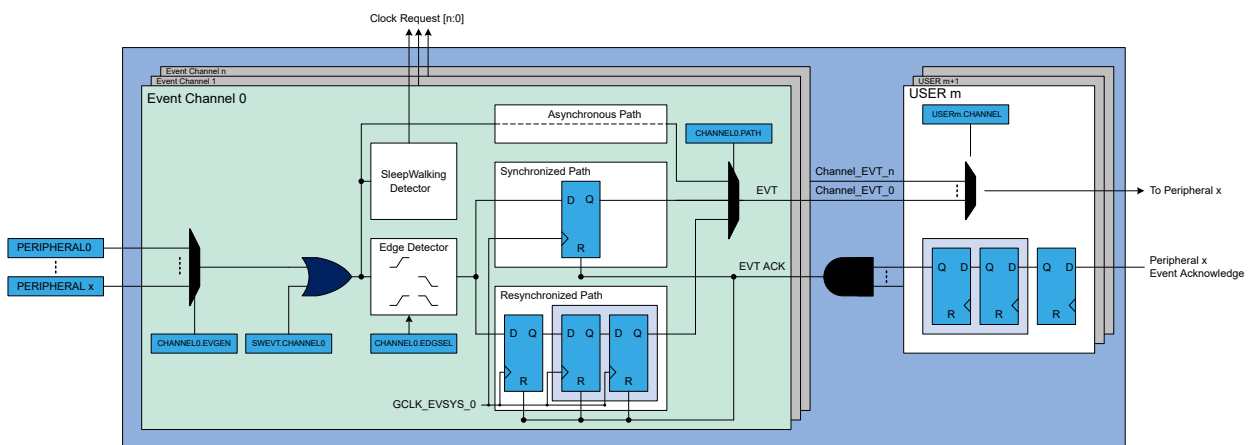 Clock Request [n:0]
Event Channel n
Event Channel 1
Event Channel 0
USER m+1
USER m
Asynchronous Path
CHANNEL0.PATH
USERm.CHANNEL
SleepWalking
Detector
Synchronized Path
D Q
R
EVT
Channel_EVT_n
Channel_EVT_0
To Peripheral x
PERIPHERAL0
PERIPHERAL x
Edge Detector
EVT ACK
Q D
R
Q D
R
Q D
R
Peripheral x
Event Acknowledge
Resynchronized Path
D Q
R
D Q
R
D Q
R
CHANNEL0.EVGEN
SWEVT.CHANNEL0
CHANNEL0.EDGSEL
GCLK_EVSYS_0